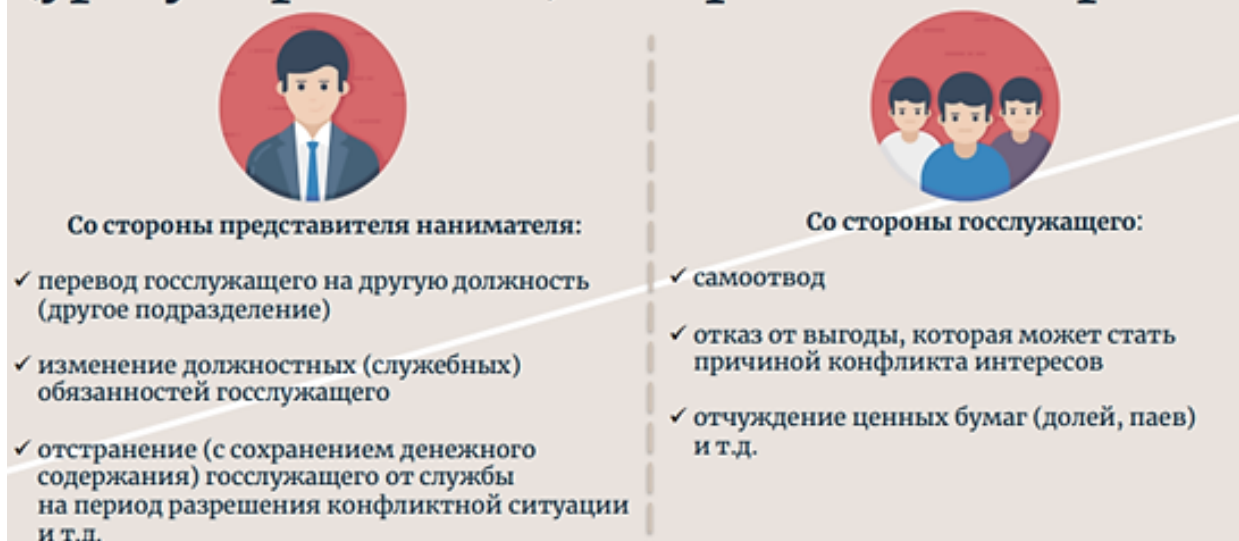 Со стороны представителя нанимателя:
✓ перевод госслужащего на другую должность
(другое подразделение)
✓ изменение должностных (служебных)
обязанностей госслужащего
✓ отстранение (с сохранением денежного
содержания) госслужащего от службы
на период разрешения конфликтной ситуации
и т.д.
Со стороны госслужащего:
✓ самоотвод
✓ отказ от выгоды, которая может стать
причиной конфликта интересов
✓ отчуждение ценных бумаг (долей, паев)
и т.д.